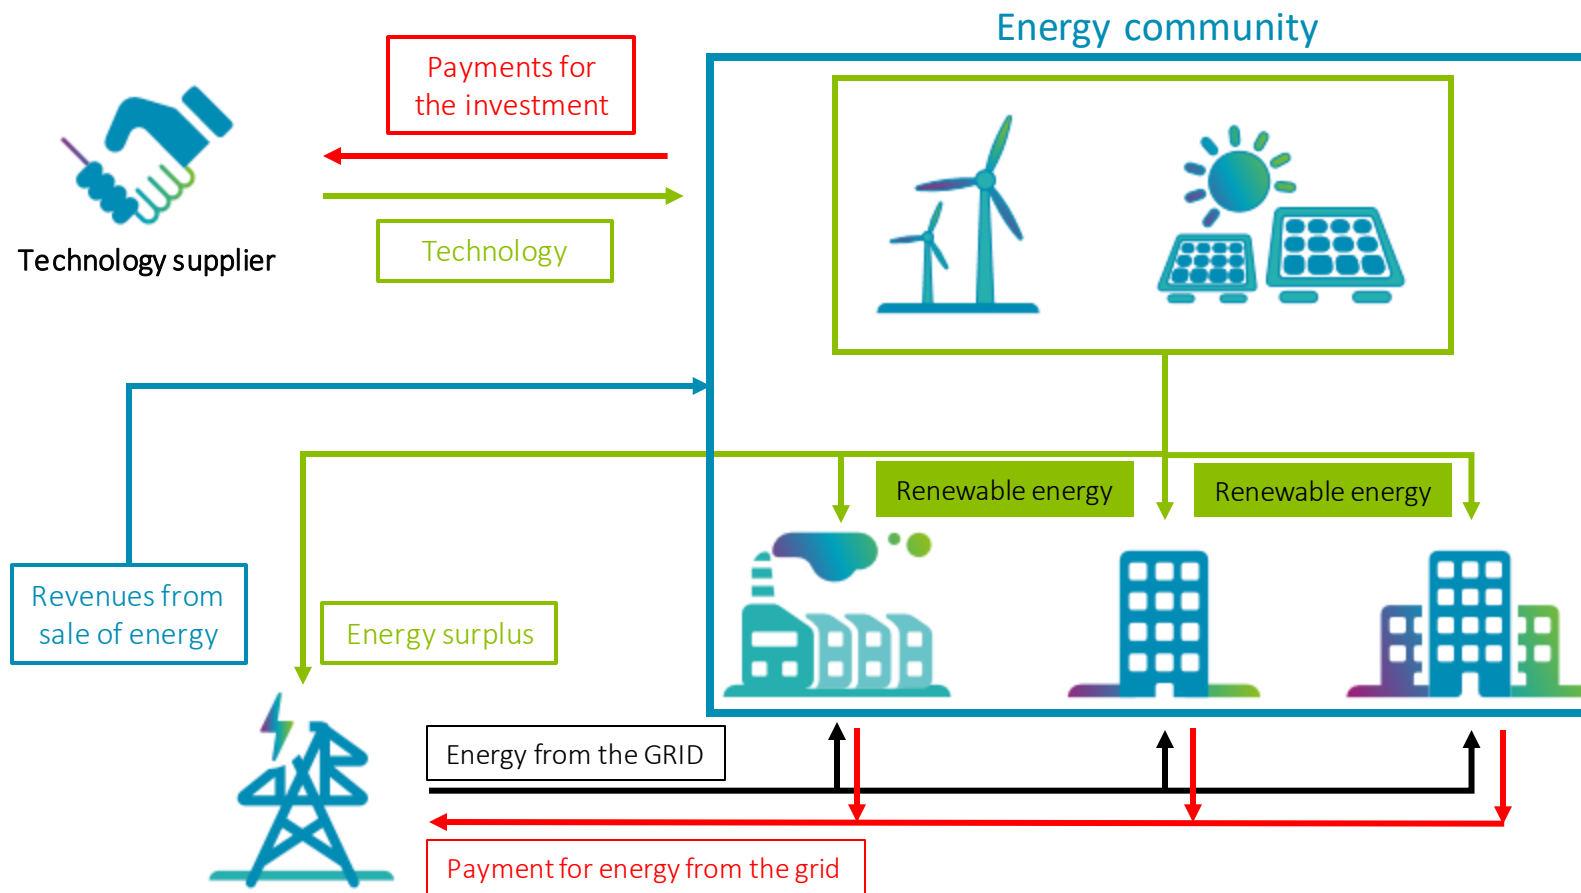 Energy community
Payments for
the investment
Technology supplier
Technology
Renewable energy
Renewable energy
Revenues from
sale of energy
Energy surplus
Energy from the GRID
Payment for energy from the grid